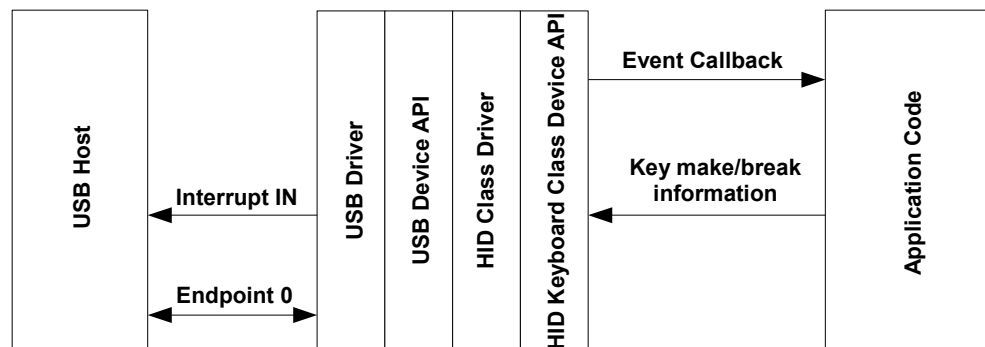 USB Host
Interrupt IN
Endpoint 0
USB Driver
USB Device API
HID Class Driver
HID Keyboard Class Device API
Event Callback
Key make/break
information
Application Code